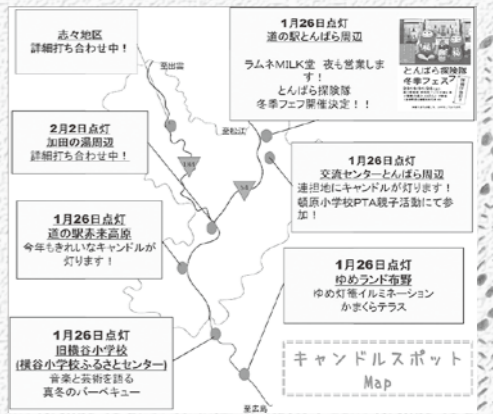 志々地区
詳細打ち合わせ中！
1月26日点灯
道の駅とんばら周辺
ラムネMILK堂 夜も営業しま
す！
とんばら探険隊
冬季フェフ開催決定！！
とんばら探険隊
冬季フェスフ
至出雲
至松江
2月2日点灯
加田の湯周辺
詳細打ち合わせ中！
54
1月26日点灯
交流センターとんばら周辺
連担地にキャンドルが灯ります！
頓原小学校PTA親子活動にて参
加！
1月26日点灯
道の駅赤来高原
今年もきれいなキャンドルが
灯ります！
1月26日点灯
ゆめランド布野
ゆめ灯篭イルミネーション
かまくらテラス
1月26日点灯
旧横谷小学校
(横谷小学校ふるさとセンター)
音楽と芸術を語る
真冬のバーベキュー
キャンドルスポット
Map
至広島